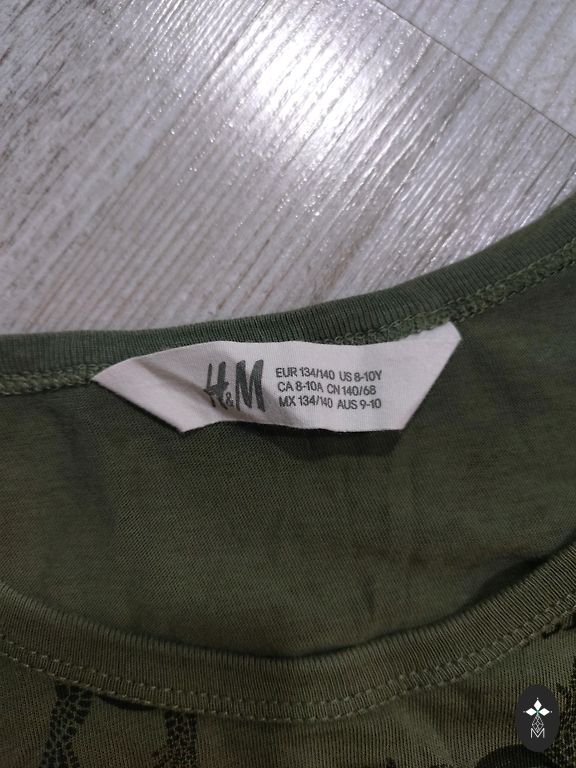 H&M
EUR 134/140 US 8-10Y
CA 8-10A CN 140/68
MX 134/140 AUS 9-10
M